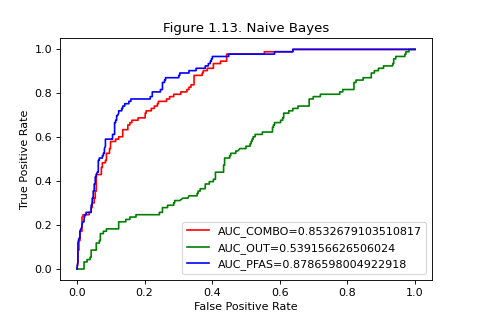 Figure 1.13. Naive Bayes
True Positive Rate
1.0
0.8
0.6
0.4
0.2
0.0
AUC_COMBO=0.8532679103510817
AUC_OUT=0.539156626506024
AUC_PFAS=0.8786598004922918
0.0 0.2 0.4 0.6 0.8 1.0
False Positive Rate